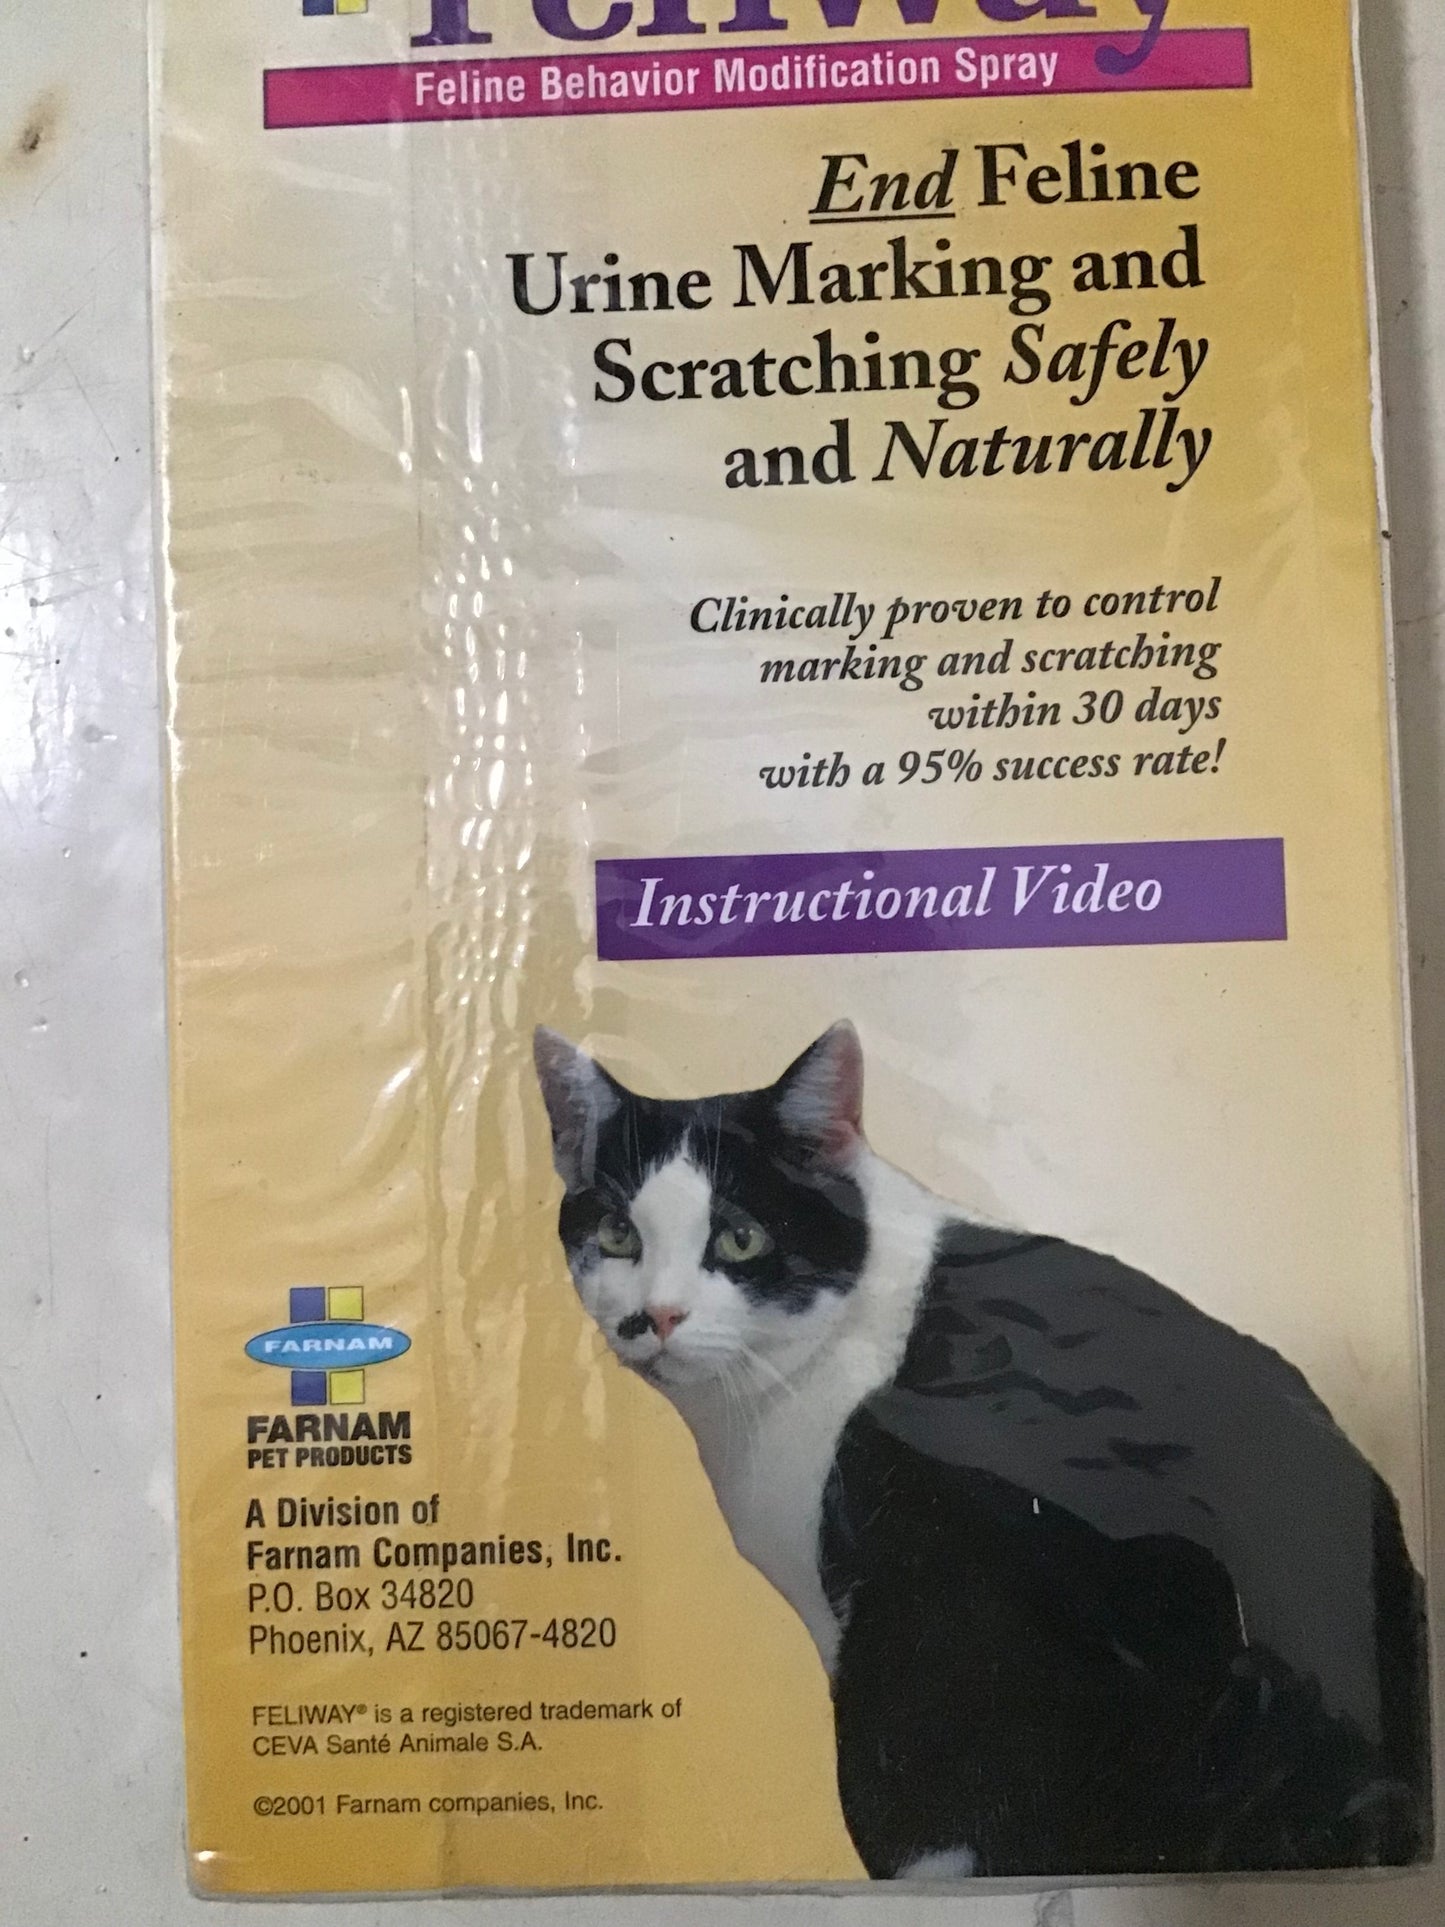 Feliway
Feline Behavior Modification Spray
End Feline
Urine Marking and
Scratching Safely
and Naturally
Clinically proven to control
marking and scratching
within 30 days
with a 95% success rate!
Instructional Video
FARNAM
FARNAM
PET PRODUCTS
A Division of
Farnam Companies, Inc.
P.O. Box 34820
Phoenix, AZ 85067-4820
FELIWAY® is a registered trademark of
CEVA Santé Animale S.A.
©2001 Farnam companies, Inc.